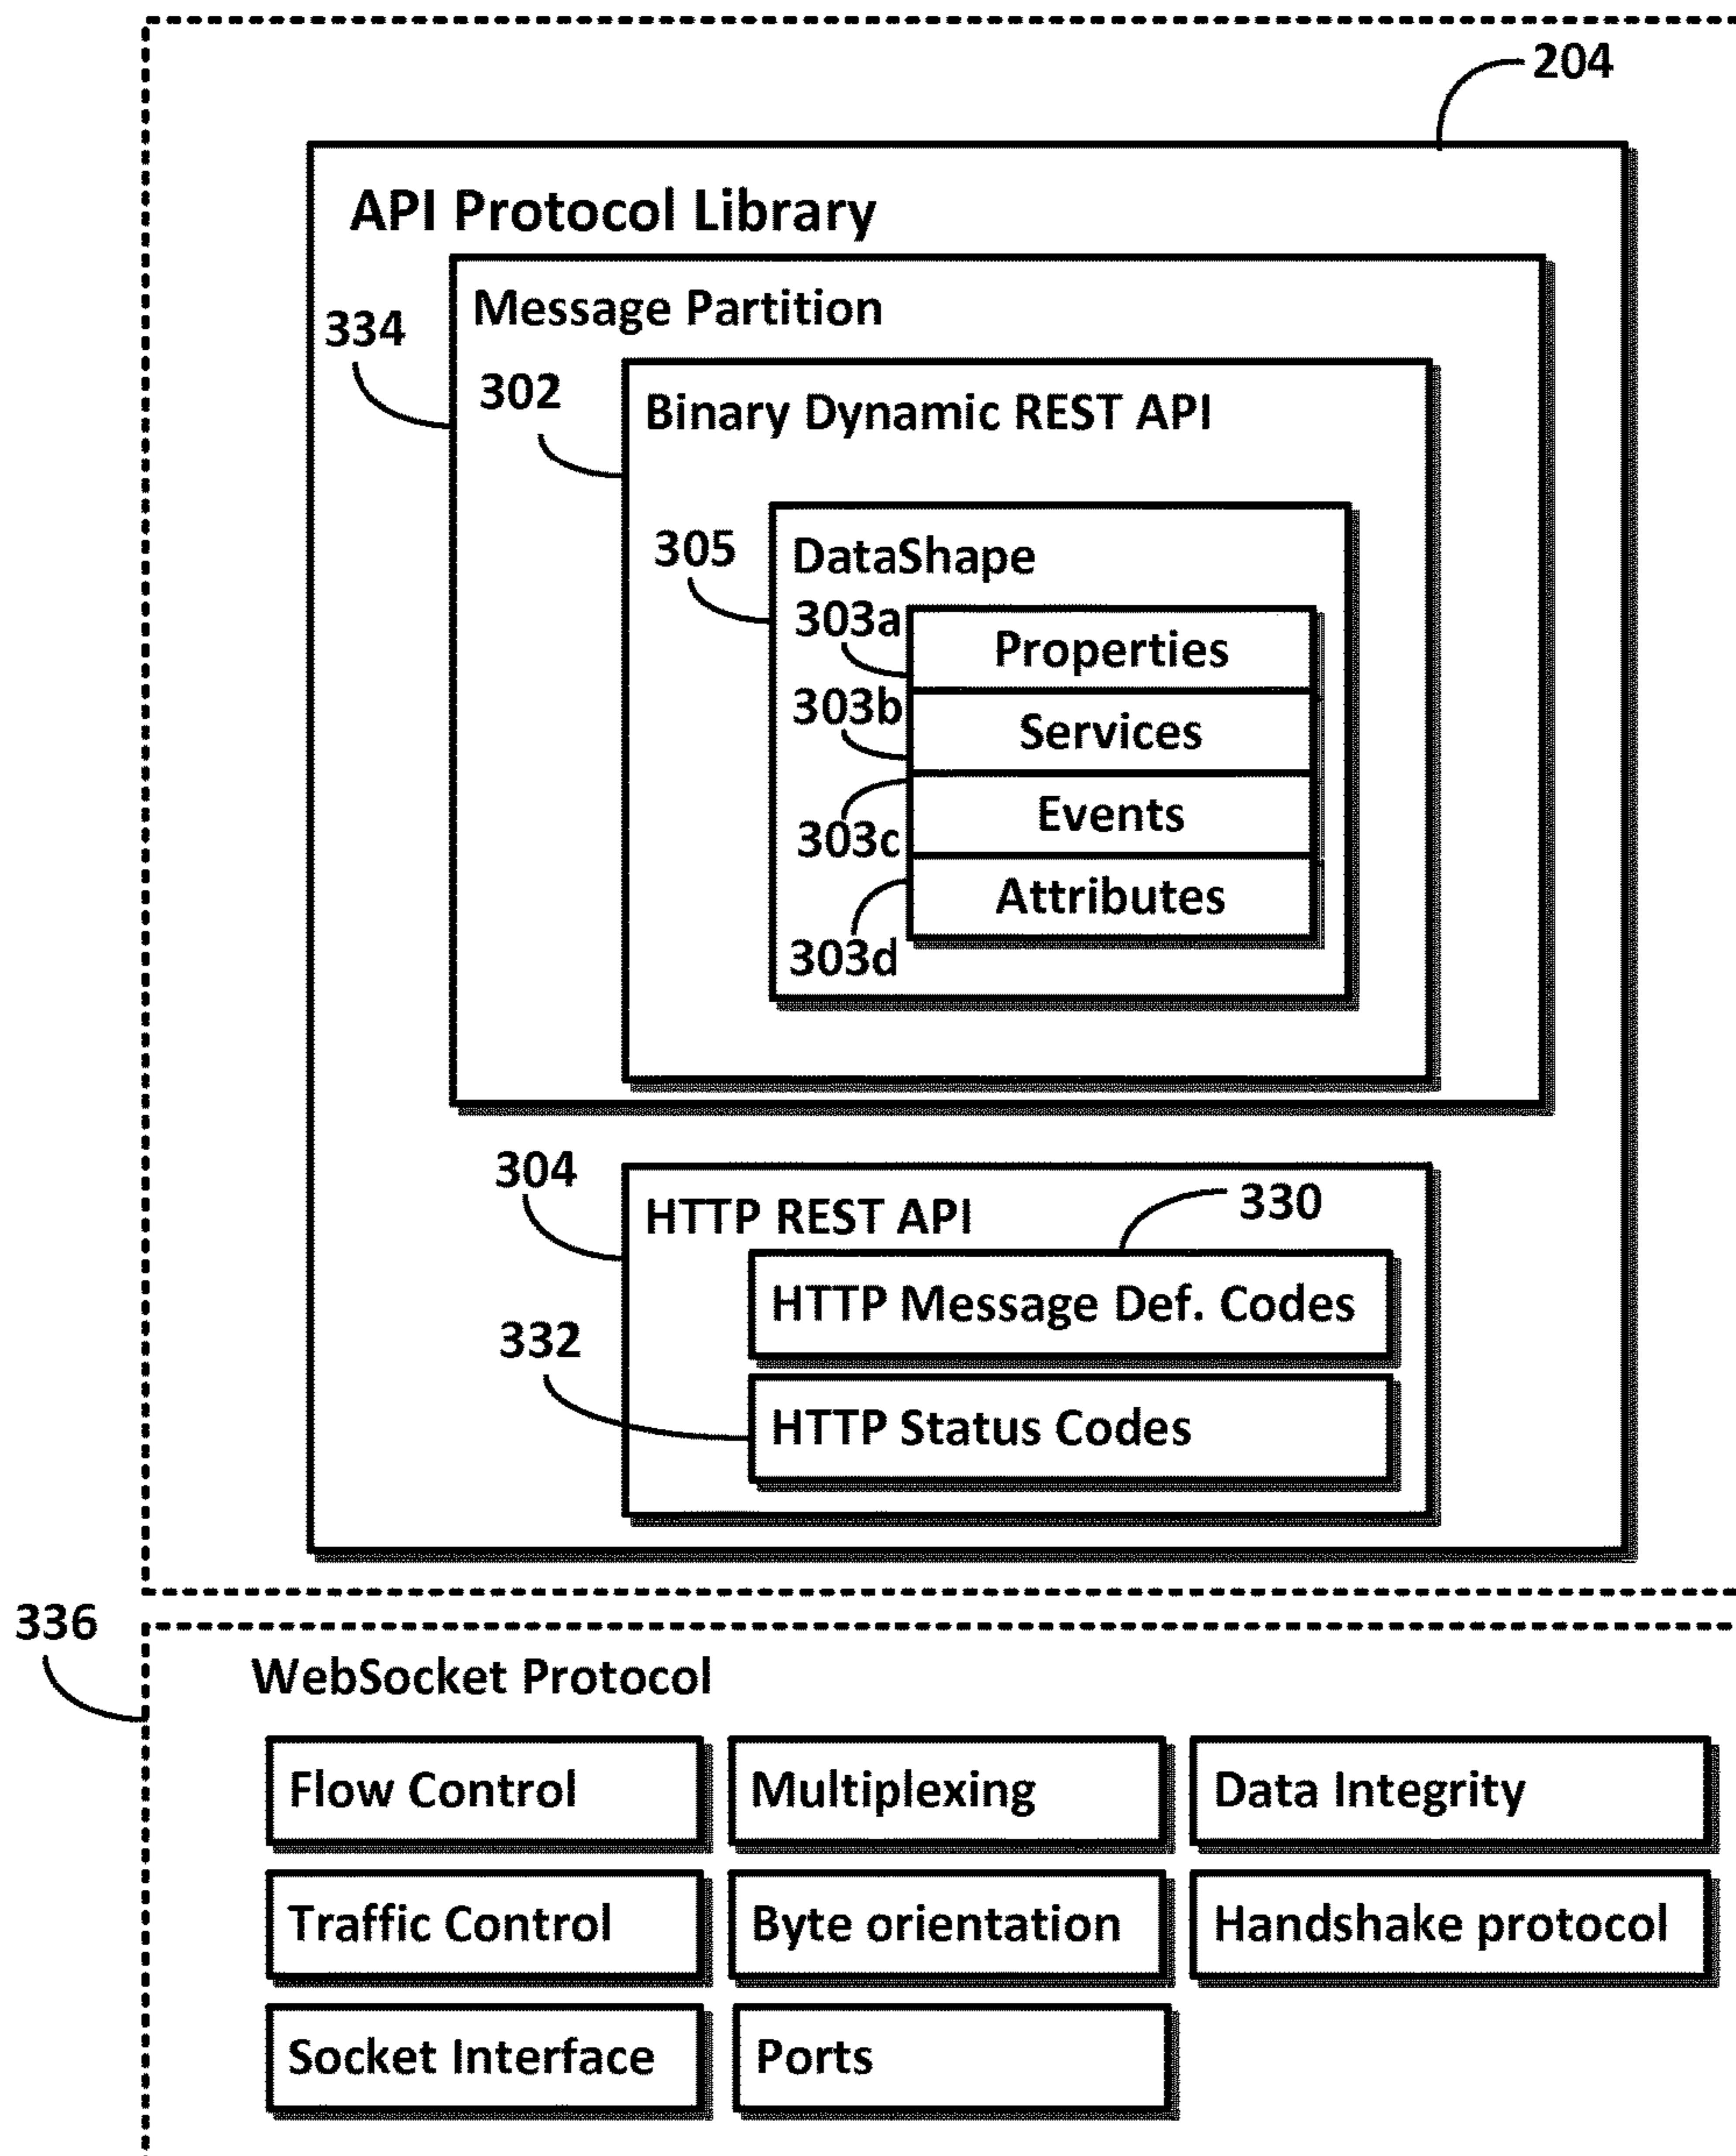 204
API Protocol Library
Message Partition
334
302
Binary Dynamic REST API
305
DataShape
303a
Properties
303b
Services
Events
303c
Attributes
303d
304
HTTP REST API
330
HTTP Message Def. Codes
332
HTTP Status Codes
336
WebSocket Protocol
Flow Control
Multiplexing
Data Integrity
Traffic Control
Byte orientation
Handshake protocol
Socket Interface
Ports